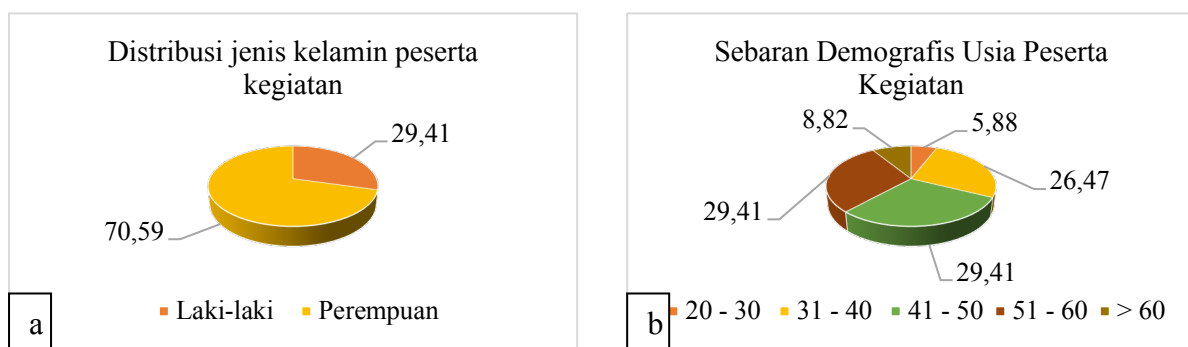 Distribusi jenis kelamin peserta
kegiatan
29,41
70,59
Laki-laki Perempuan
a
Sebaran Demografis Usia Peserta
Kegiatan
8,82
5,88
26,47
29,41
29,41
20 - 30 31 - 40 41 - 50 51 - 60 > 60
b